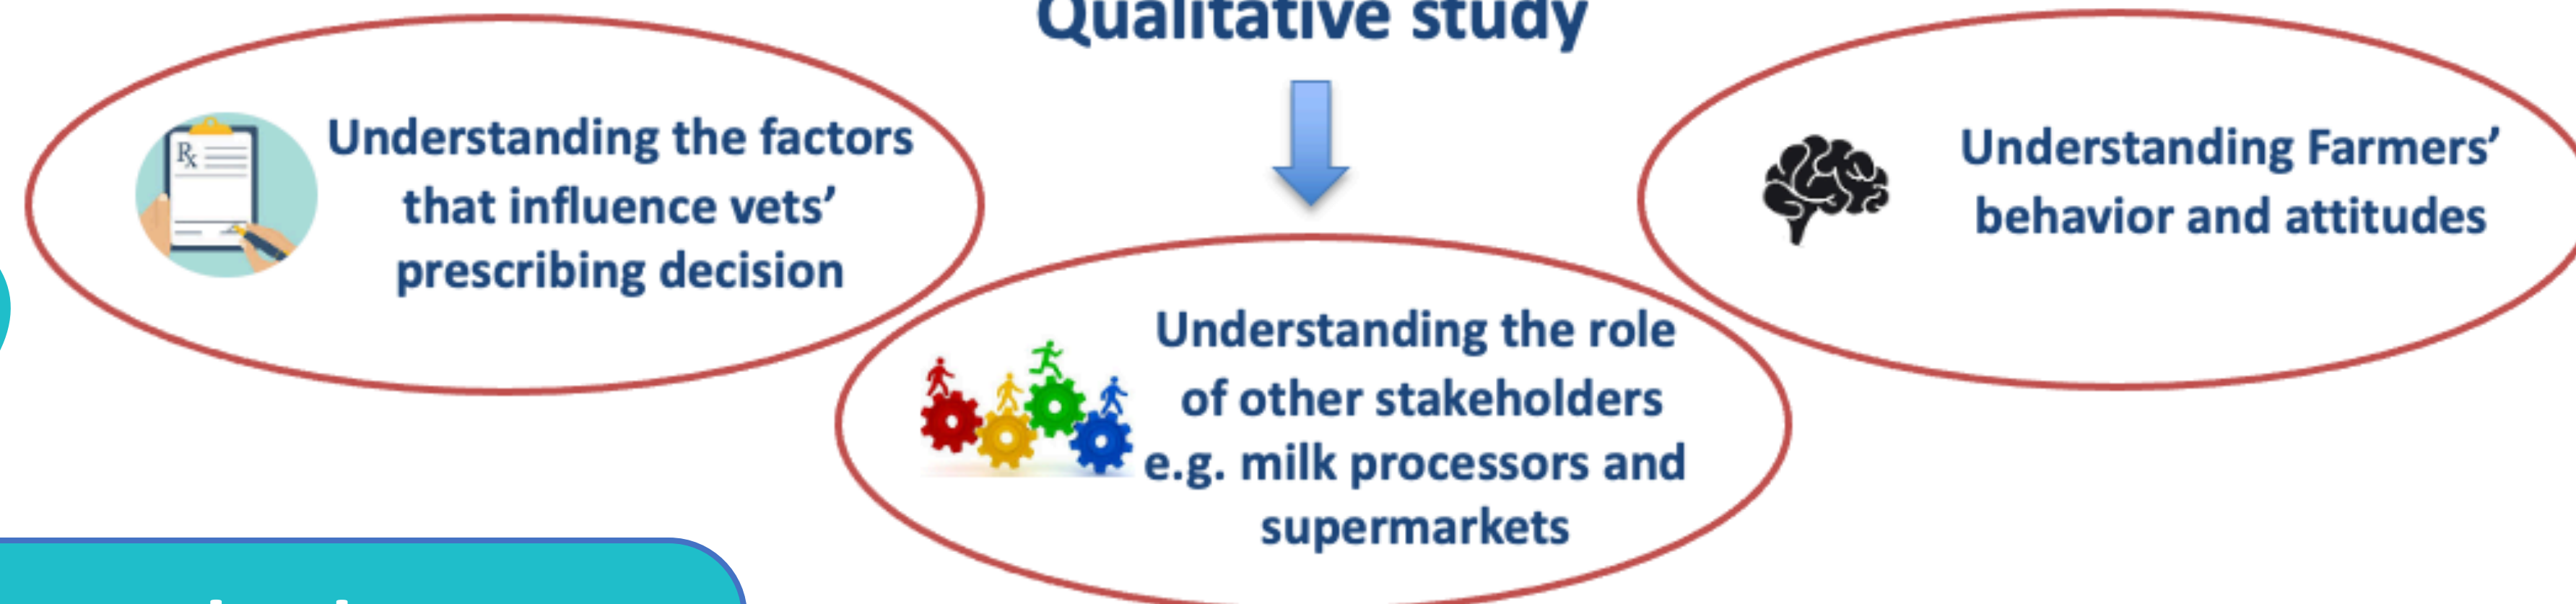 Qualitative study
Understanding the factors
that influence vets’
prescribing decision
Rx
Understanding Farmers’
behavior and attitudes
Understanding the role
of other stakeholders
e.g. milk processors and
supermarkets